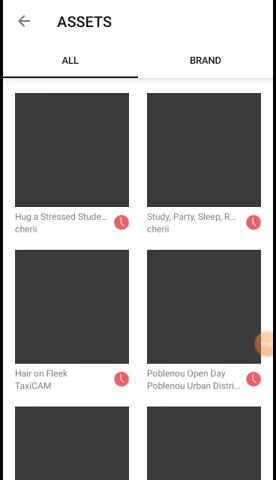 ASSETS
ALL
BRAND
Hug a Stressed Stude...
cherii
Study, Party, Sleep, R...
cherii
Hair on Fleek
TaxiCAM
Poblenou Open Day
Poblenou Urban Distri...